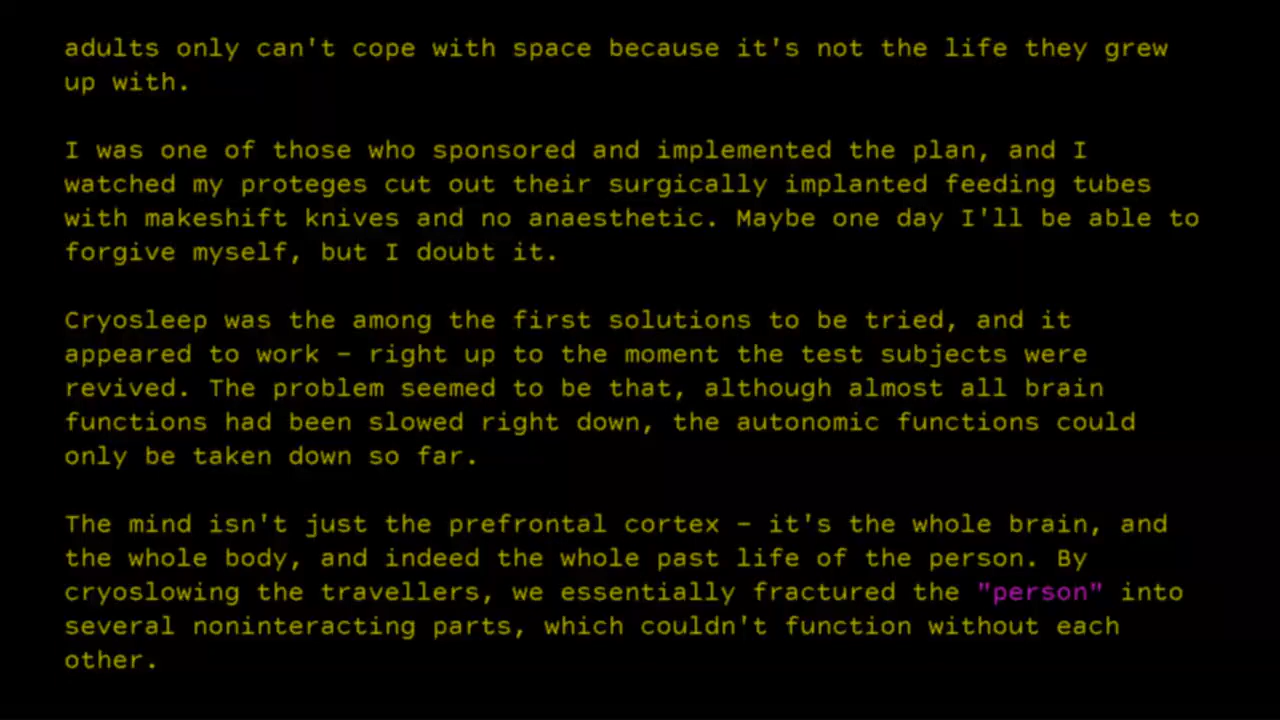 adults only can't cope with space because it's not the life they grew
up with.
I was one of those who sponsored and implemented the plan, and I
watched my proteges cut out their surgically implanted feeding tubes
with makeshift knives and no anaesthetic. Maybe one day I'll be able to
forgive myself, but I doubt it.
Cryosleep was the among the first solutions to be tried, and it
appeared to work - right up to the moment the test subjects were
revived. The problem seemed to be that, although almost all brain
functions had been slowed right down, the autonomic functions could
only be taken down so far.
The mind isn't just the prefrontal cortex - it's the whole brain, and
the whole body, and indeed the whole past life of the person. By
cryoslowing the travellers, we essentially fractured the "person" into
several noninteracting parts, which couldn't function without each
other.